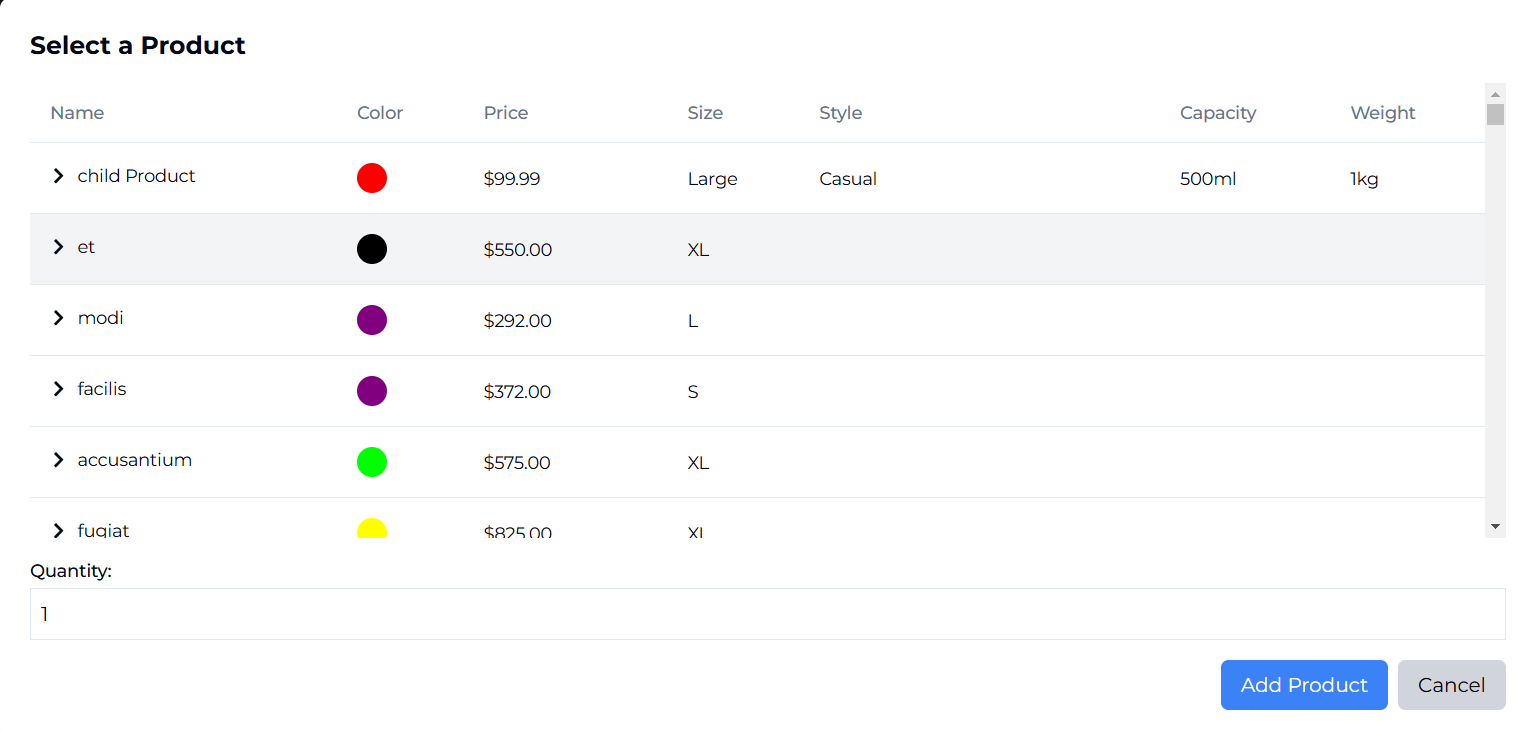 Select a Product
Name Color Price Size Style Capacity Weight
child Product $99.99 Large Casual 500ml 1kg
et $550.00 XL
modi $292.00 L
facilis $372.00 S
accusantium $575.00 XL
fugiat $825.00 XL
Quantity:
1
Add Product Cancel